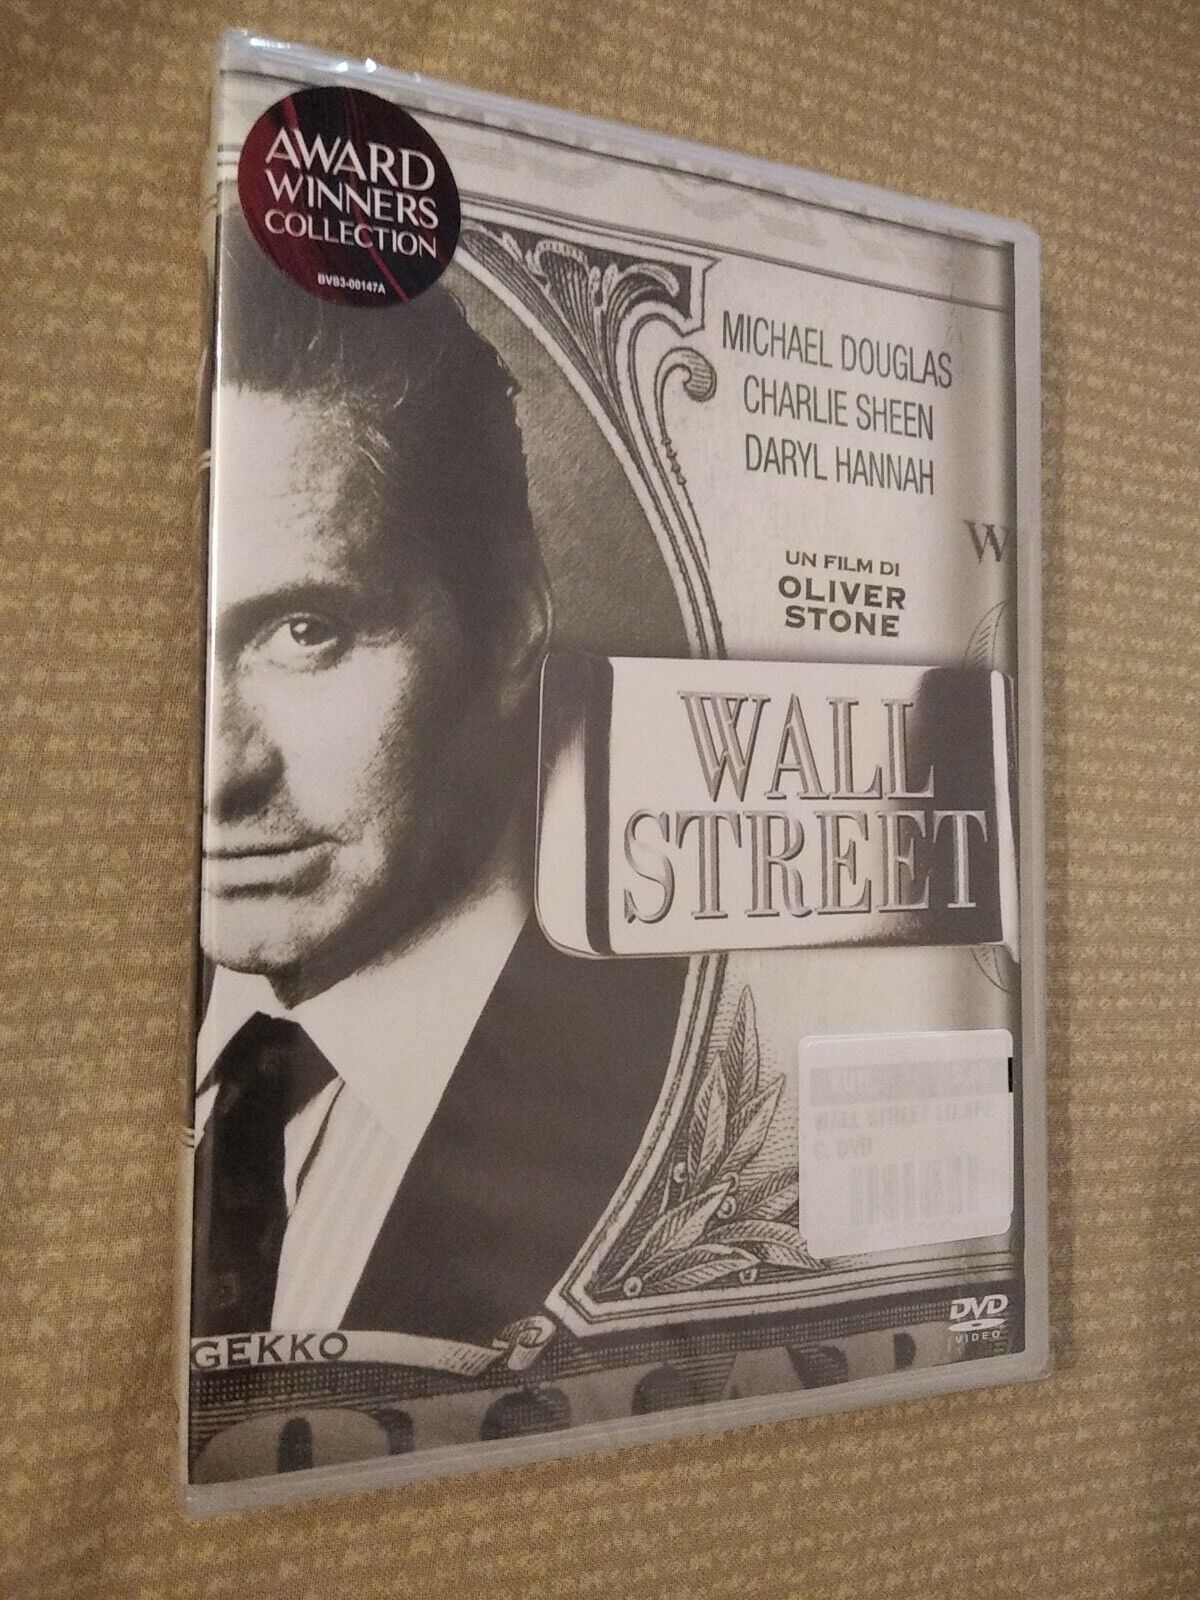 AWARD
WINNERS
COLLECTION
BVB3-00147A
MICHAEL DOUGLAS
CHARLIE SHEEN
DARYL HANNAH
W
UN FILM DI
OLIVER
STONE
WALL
STREET
WALL STREET
C. DVD
GEKKO
DVD
VIDEO